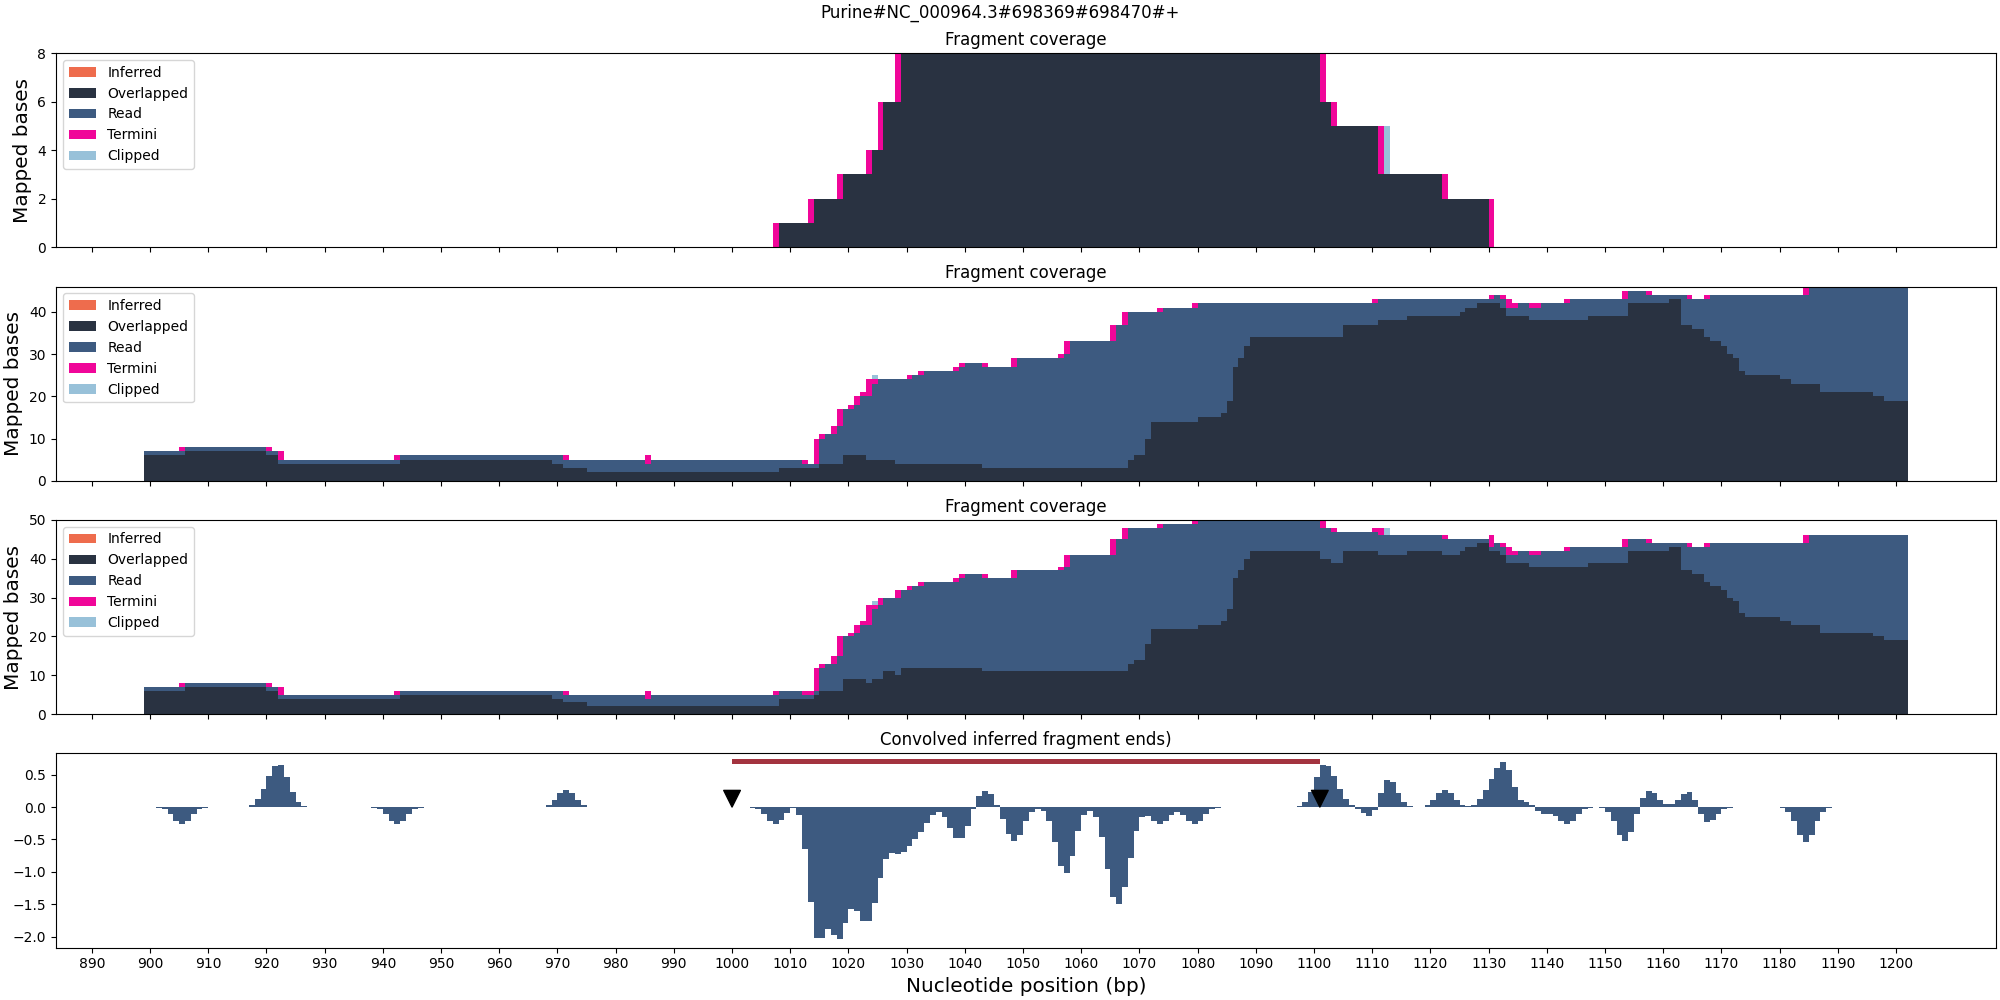 Purine#NC_000964.3#698369#698470#+
Fragment coverage
Mapped bases
8
6
4
2
0
Inferred
Overlapped
Read
Termini
Clipped
Fragment coverage
Mapped bases
40
30
20
10
0
Inferred
Overlapped
Read
Termini
Clipped
Fragment coverage
Mapped bases
50
40
30
20
10
0
Inferred
Overlapped
Read
Termini
Clipped
Convolved inferred fragment ends)
0.5
0.0
−0.5
−1.0
−1.5
−2.0
890 900 910 920 930 940 950 960 970 980 990 1000 1010 1020 1030 1040 1050 1060 1070 1080 1090 1100 1110 1120 1130 1140 1150 1160 1170 1180 1190 1200
Nucleotide position (bp)